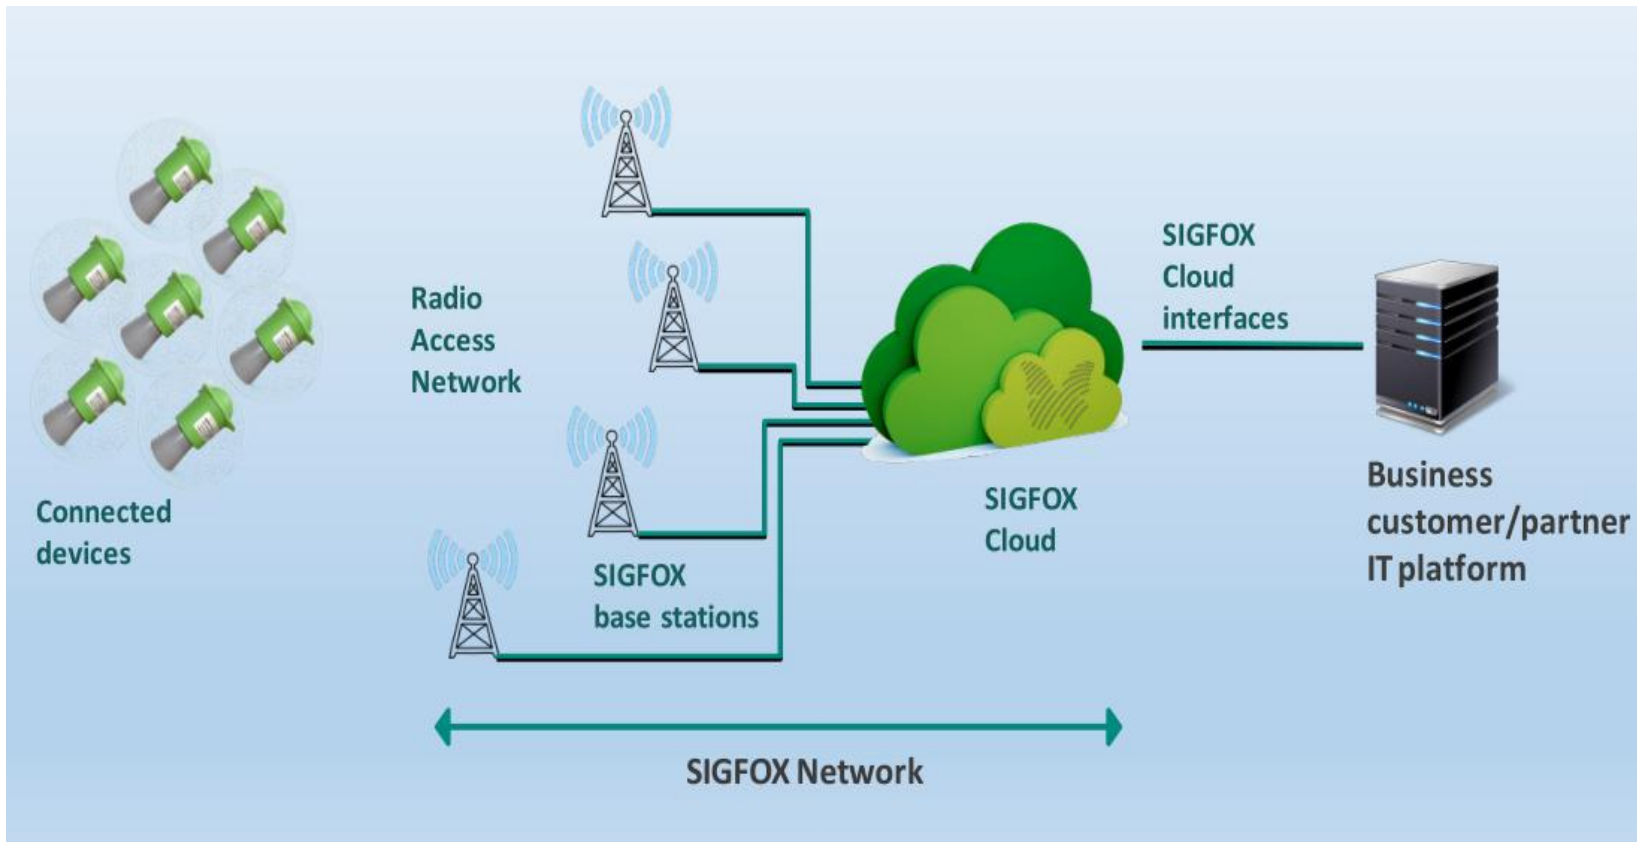 Connected
devices
Radio
Access
Network
SIGFOX
base stations
SIGFOX
Cloud
SIGFOX
Cloud
interfaces
Business
customer/partner
IT platform
SIGFOX Network